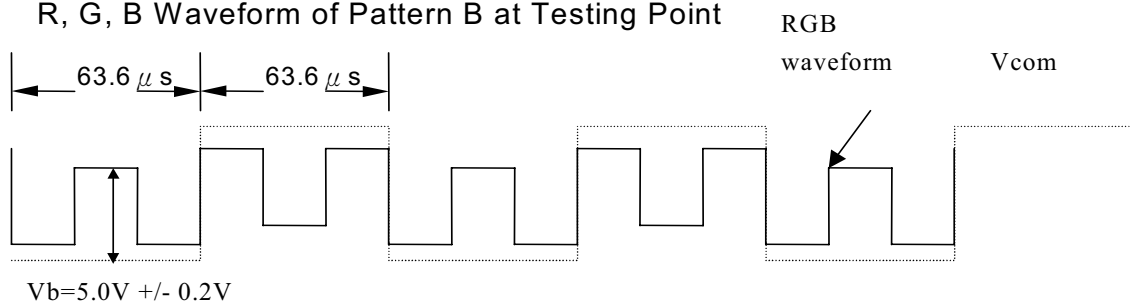 R, G, B Waveform of Pattern B at Testing Point
RGB
waveform
Vcom
63.6 μ s
63.6 μ s
Vb=5.0V +/- 0.2V